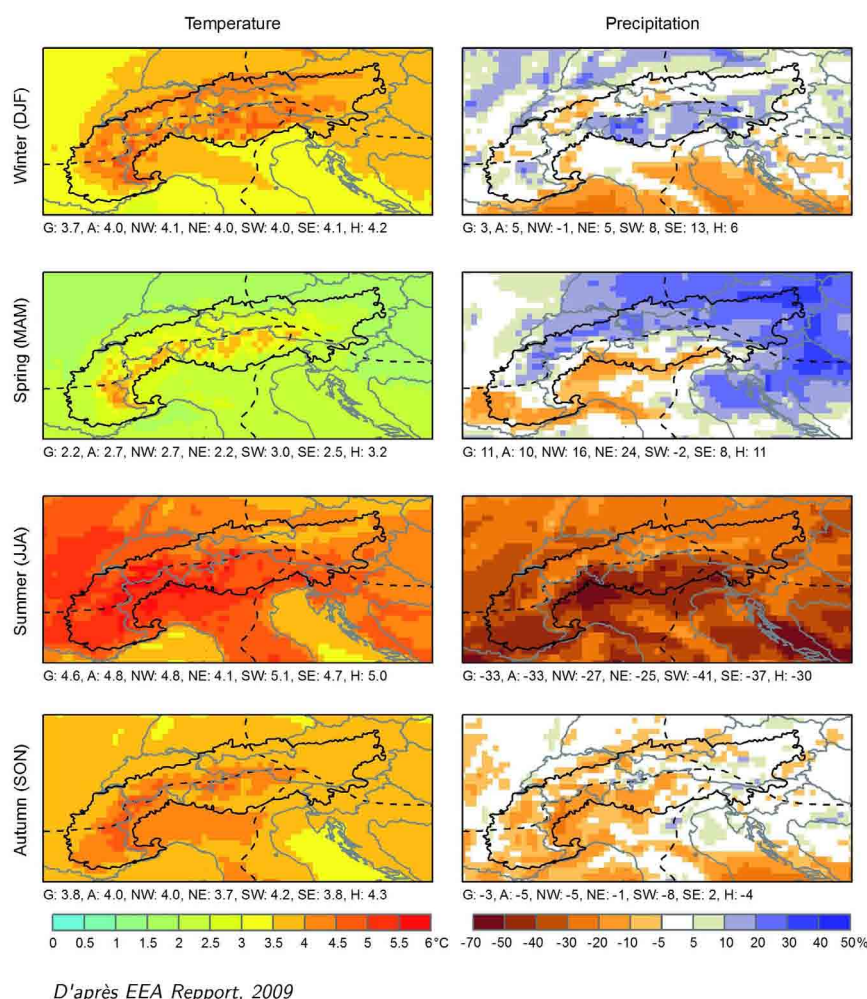 Temperature
Precipitation
Winter (DJF)
G: 3.7, A: 4.0, NW: 4.1, NE: 4.0, SW: 4.0, SE: 4.1, H: 4.2
G: 3, A: 5, NW: -1, NE: 5, SW: 8, SE: 13, H: 6
Spring (MAM)
G: 2.2, A: 2.7, NW: 2.7, NE: 2.2, SW: 3.0, SE: 2.5, H: 3.2
G: 11, A: 10, NW: 16, NE: 24, SW: -2, SE: 8, H: 11
Summer (JJA)
G: 4.6, A: 4.8, NW: 4.8, NE: 4.1, SW: 5.1, SE: 4.7, H: 5.0
G: -33, A: -33, NW: -27, NE: -25, SW: -41, SE: -37, H: -30
Autumn (SON)
G: 3.8, A: 4.0, NW: 4.0, NE: 3.7, SW: 4.2, SE: 3.8, H: 4.3
G: -3, A: -5, NW: -5, NE: -1, SW: -8, SE: 2, H: -4
0 0.5 1 1.5 2 2.5 3 3.5 4 4.5 5 5.5 6°C
-70 -50 -40 -30 -20 -10 -5 5 10 20 30 40 50%
D'après EEA Repport, 2009